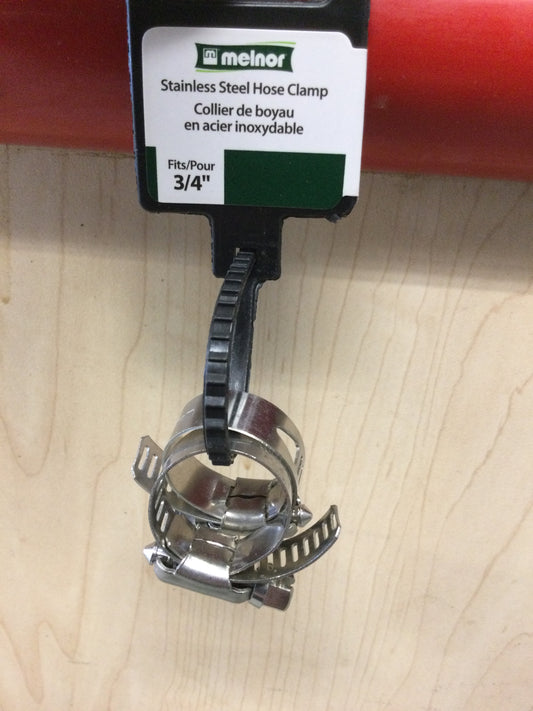 melnor
Stainless Steel Hose Clamp
Collier de boyau
en acier inoxydable
Fits/Pour
3/4"